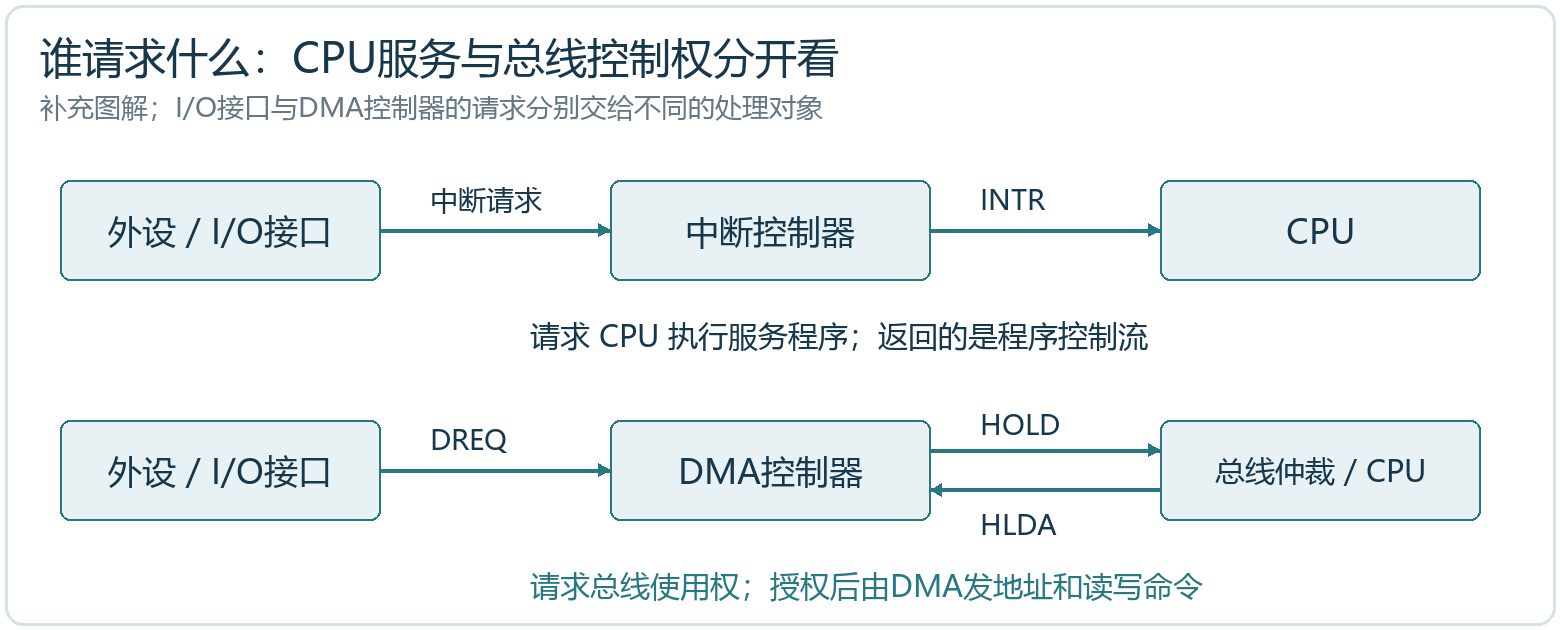 谁请求什么：CPU服务与总线控制权分开看
补充图解；I/O接口与DMA控制器的请求分别交给不同的处理对象
外设 / I/O接口
中断请求
中断控制器
INTR
CPU
请求 CPU 执行服务程序；返回的是程序控制流
外设 / I/O接口
DREQ
DMA控制器
HOLD
HLDA
总线仲裁 / CPU
请求总线使用权；授权后由DMA发地址和读写命令